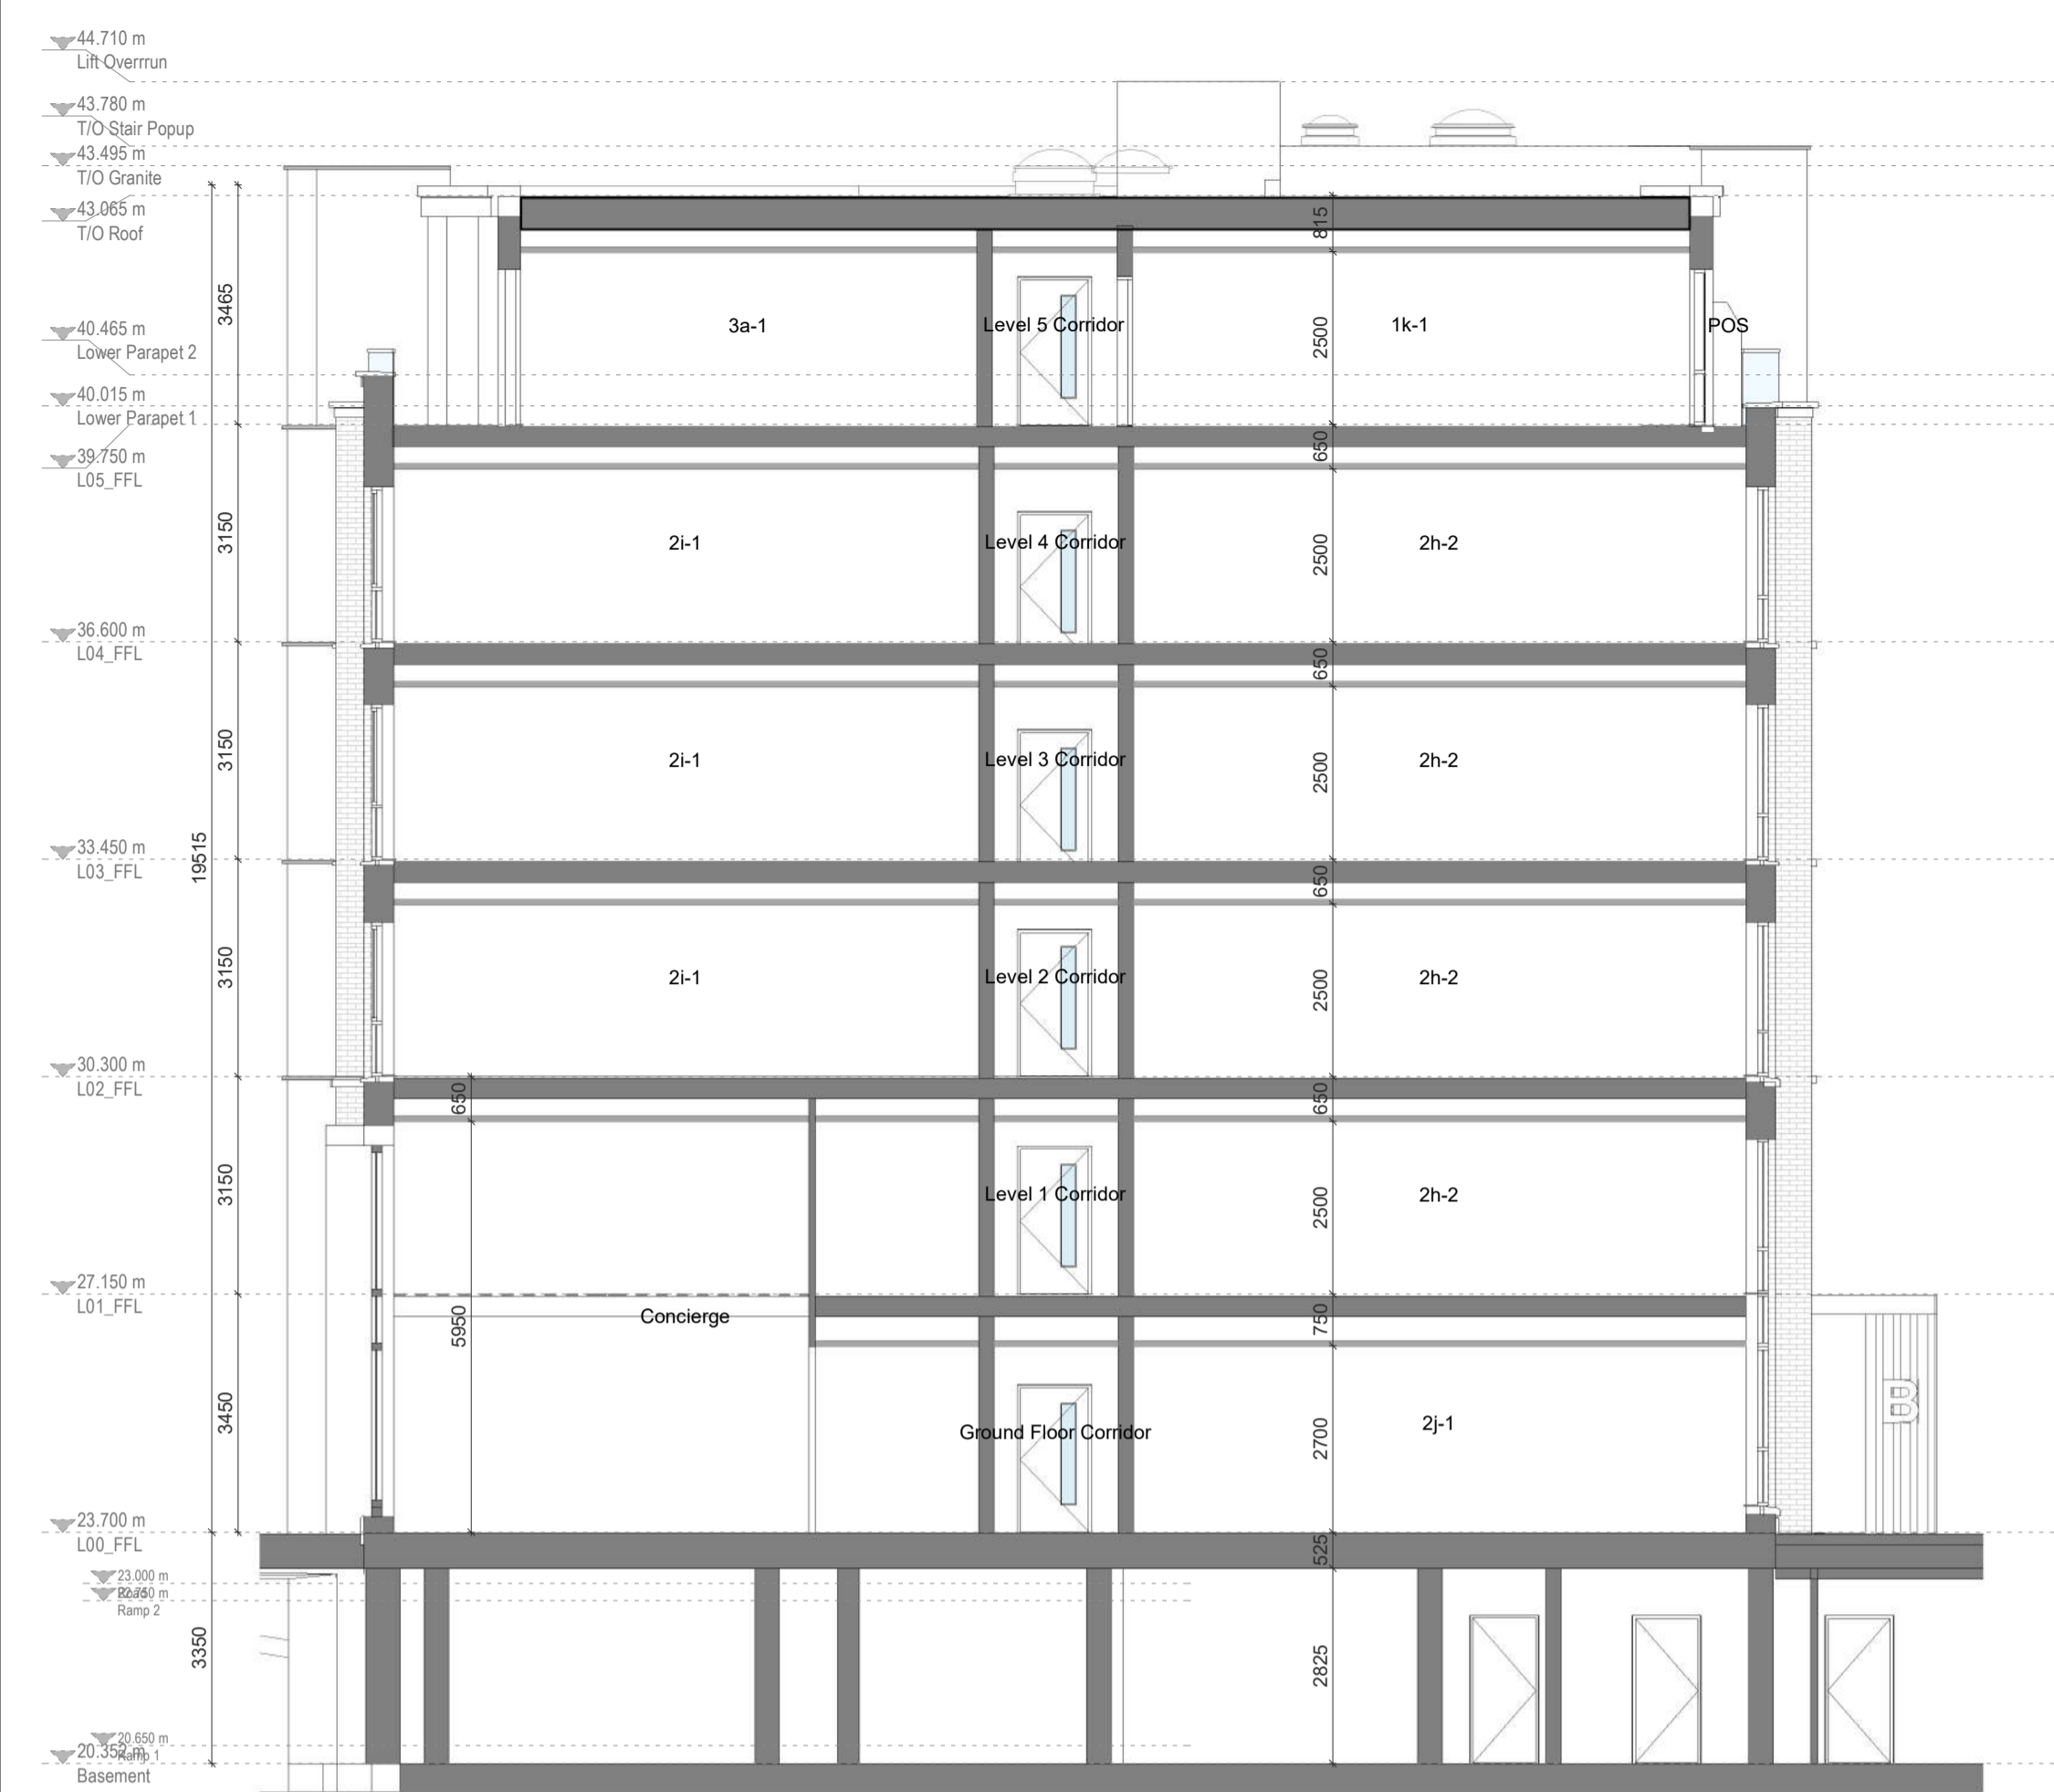 44.710 m
Lift Overrrun
43.780 m
T/O Stair Popup
43.495 m
T/O Granite
43.065 m
T/O Roof
815
3465
40.465 m
Lower Parapet 2
3a-1
Level 5 Corridor
2500
1k-1
POS
40.015 m
Lower Parapet 1
39.750 m
L05_FFL
650
3150
2i-1
Level 4 Corridor
2500
2h-2
36.600 m
L04_FFL
650
3150
2i-1
Level 3 Corridor
2500
2h-2
19515
33.450 m
L03_FFL
650
3150
2i-1
Level 2 Corridor
2500
2h-2
30.300 m
L02_FFL
650
650
3150
Level 1 Corridor
2500
2h-2
27.150 m
L01_FFL
5950
Concierge
750
3450
Ground Floor Corridor
2700
2j-1
B
23.700 m
L00_FFL
525
23.000 m
Ramp 2
3350
2825
20.650 m
Ramp 1
Basement